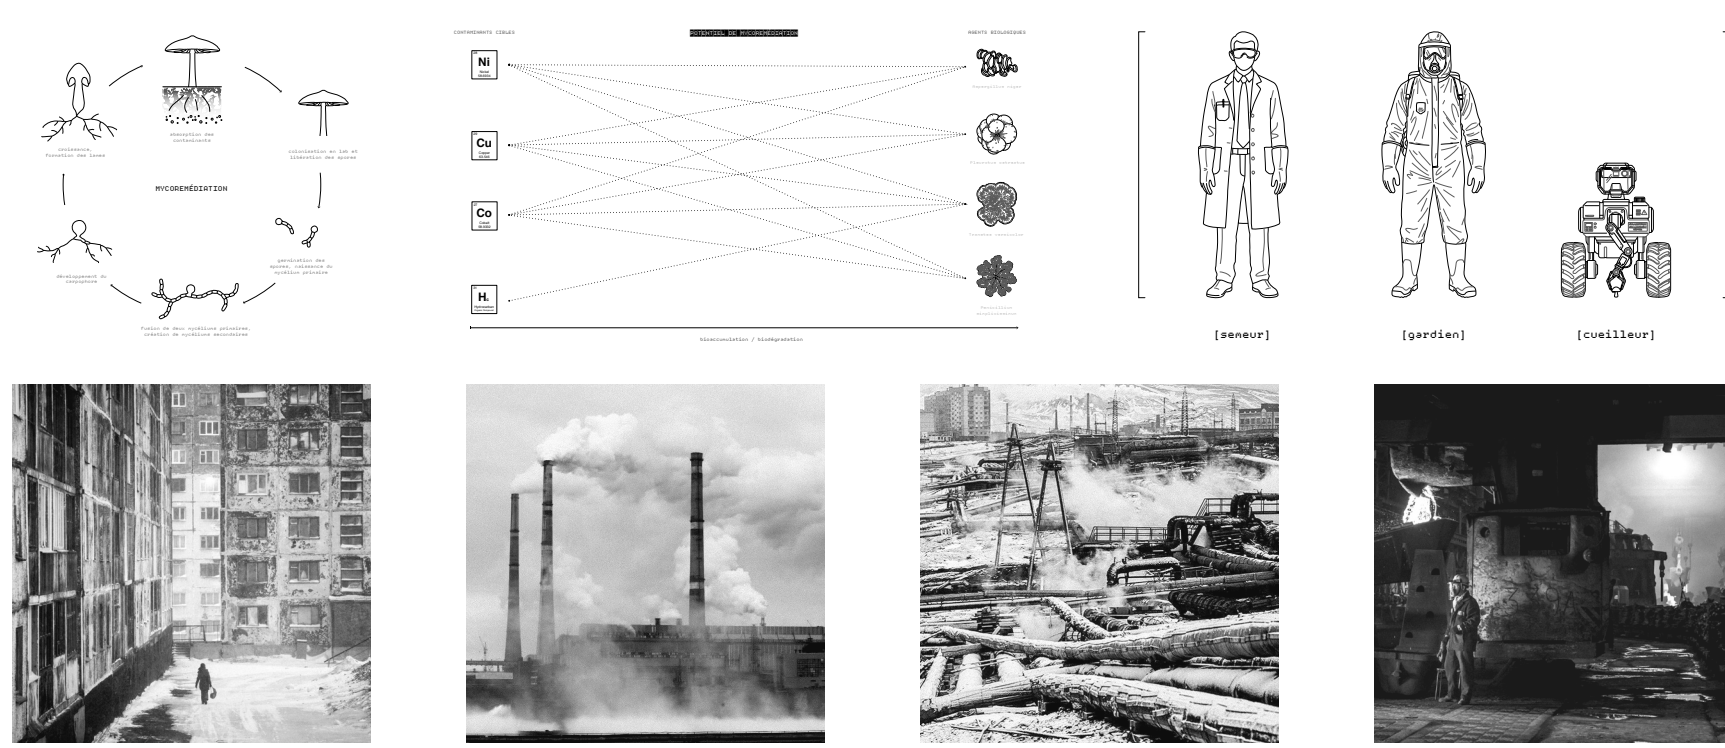 absorption des
contaminants
croissance,
formation des lames
colonisation en lab et
libération des spores
MYCOREMÉDIATION
germination des
spores, naissance du
mycélium primaire
développement du
carpophore
fusion de deux mycéliums primaires,
création de mycéliums secondaires
CONTAMINANTS CIBLES
POTENTIEL DE MYCOREMÉDIATION
AGENTS BIOLOGIQUES
Ni
Nickel
Cu
Copper
Co
Cobalt
H
Hydrocarbon
bioaccumulation / biodégradation
[semeur]
[gardien]
[cueilleur]